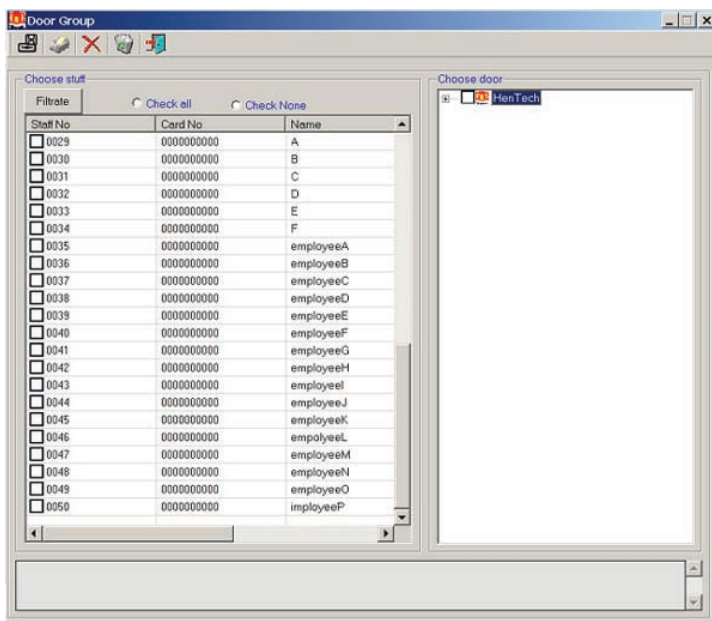 Door Group
Choose stuff
Choose door
Filtrate Check all Check None
HenTech
Staff No Card No Name
0029 0000000000 A
0030 0000000000 B
0031 0000000000 C
0032 0000000000 D
0033 0000000000 E
0034 0000000000 F
0035 0000000000 employeeA
0036 0000000000 employeeB
0037 0000000000 employeeC
0038 0000000000 employeeD
0039 0000000000 employeeE
0040 0000000000 employeeF
0041 0000000000 employeeG
0042 0000000000 employeeH
0043 0000000000 employeeI
0044 0000000000 employeeJ
0045 0000000000 employeeK
0046 0000000000 empolyeeL
0047 0000000000 employeeM
0048 0000000000 employeeN
0049 0000000000 employeeO
0050 0000000000 imployeeP